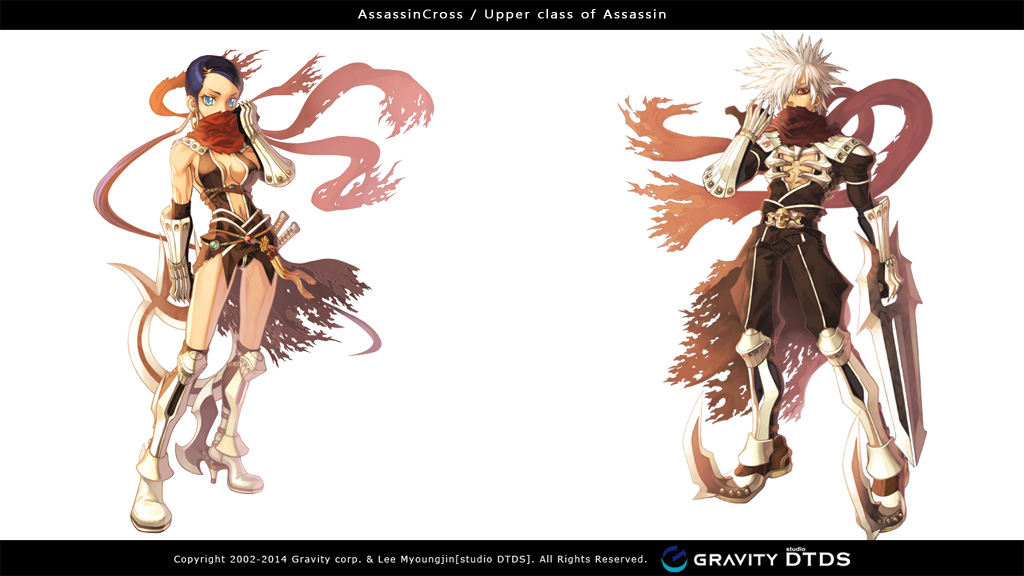 AssassinCross / Upper class of Assassin
Copyright 2002-2014 Gravity corp. & Lee Myoungjin[studio DTDS]. All Rights Reserved.
GRAVITY studio DTDS